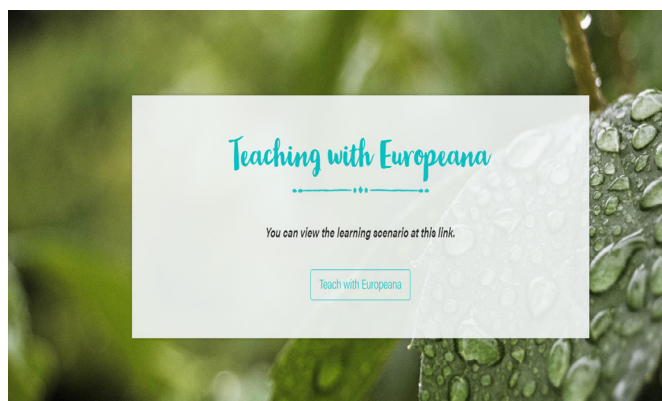 Teaching with Europeana
You can view the learning scenario at this link.
Teach with Europeana